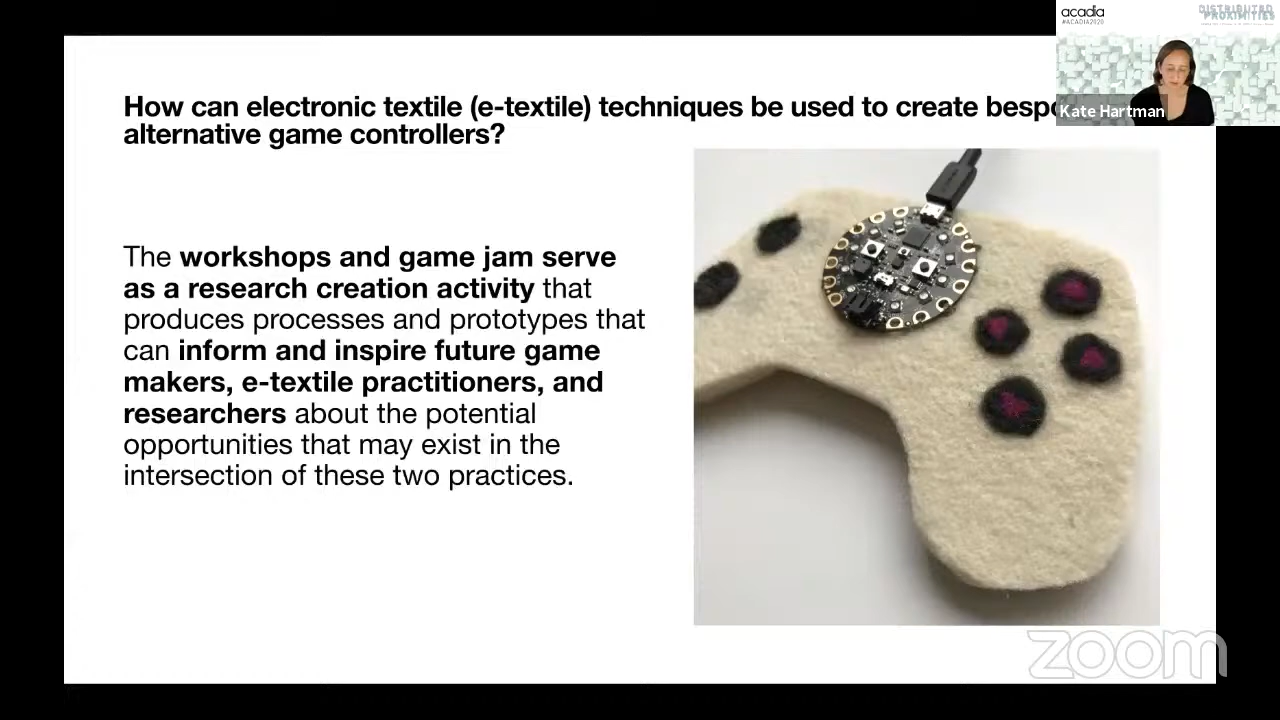 acadia
#ACADIA2020
DISTRIBUTED
PROXIMITIES
Kate Hartman
How can electronic textile (e-textile) techniques be used to create
alternative game controllers?
The workshops and game jam serve
as a research creation activity that
produces processes and prototypes that
can inform and inspire future game
makers, e-textile practitioners, and
researchers about the potential
opportunities that may exist in the
intersection of these two practices.
zoom